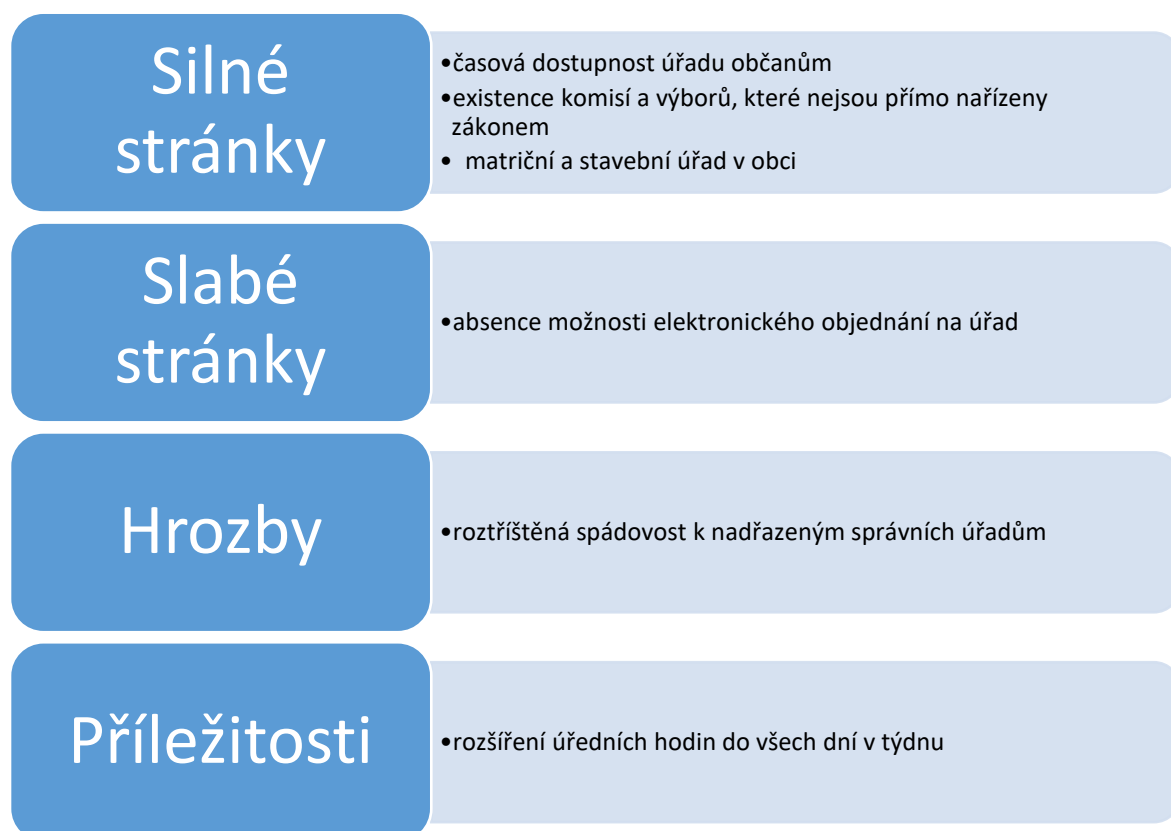 Silné
stránky
•časová dostupnost úřadu občanům
•existence komisí a výborů, které nejsou přímo nařízeny
zákonem
• matriční a stavební úřad v obci
Slabé
stránky
•absence možnosti elektronického objednání na úřad
Hrozby
•roztříštěná spádovost k nadřazeným správních úřadům
Příležitosti
•rozšíření úředních hodin do všech dní v týdnu